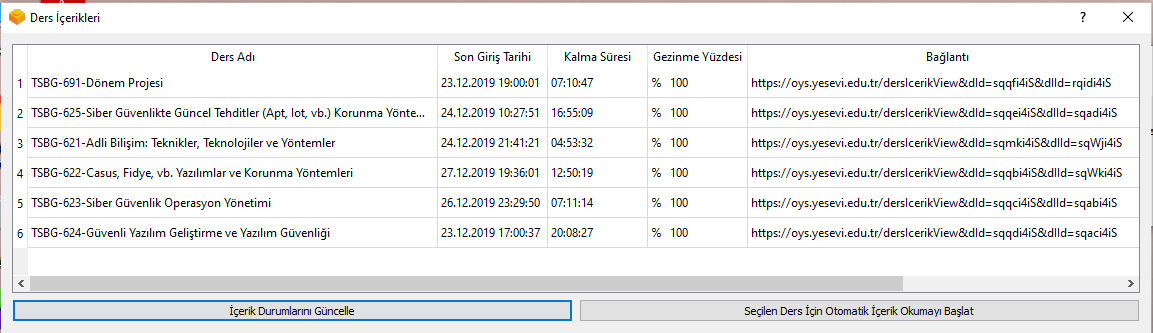 Ders İçerikleri
Ders Adı Son Giriş Tarihi Kalma Süresi Gezinme Yüzdesi Bağlantı
1 TSBG-691-Dönem Projesi 23.12.2019 19:00:01 07:10:47 % 100 https://oys.yesevi.edu.tr/dersIcerikView&dId=sqqfi4iS&dlId=rqidi4iS
2 TSBG-625-Siber Güvenlikte Güncel Tehditler (Apt, Iot, vb.) Korunma Yönte... 24.12.2019 10:27:51 16:55:09 % 100 https://oys.yesevi.edu.tr/dersIcerikView&dId=sqqei4iS&dlId=sqadi4iS
3 TSBG-621-Adli Bilişim: Teknikler, Teknolojiler ve Yöntemler 24.12.2019 21:41:21 04:53:32 % 100 https://oys.yesevi.edu.tr/dersIcerikView&dId=sqmki4iS&dlId=sqWji4iS
4 TSBG-622-Casus, Fidye, vb. Yazılımlar ve Korunma Yöntemleri 27.12.2019 19:36:01 12:50:19 % 100 https://oys.yesevi.edu.tr/dersIcerikView&dId=sqqbi4iS&dlId=sqWki4iS
5 TSBG-623-Siber Güvenlik Operasyon Yönetimi 26.12.2019 23:29:50 07:11:14 % 100 https://oys.yesevi.edu.tr/dersIcerikView&dId=sqqci4iS&dlId=sqabi4iS
6 TSBG-624-Güvenli Yazılım Geliştirme ve Yazılım Güvenliği 23.12.2019 17:00:37 20:08:27 % 100 https://oys.yesevi.edu.tr/dersIcerikView&dId=sqqdi4iS&dlId=sqaci4iS
İçerik Durumlarını Güncelle Seçilen Ders İçin Otomatik İçerik Okumayı Başlat